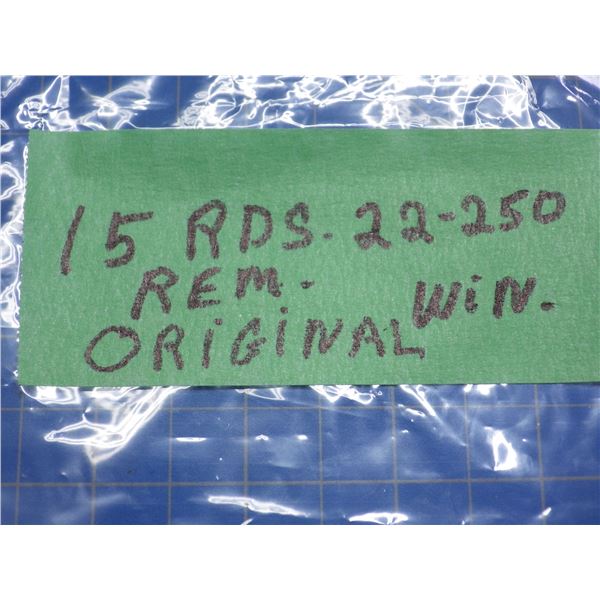 15 RDS. 22-250
REM. WiN.
ORiGiNAL